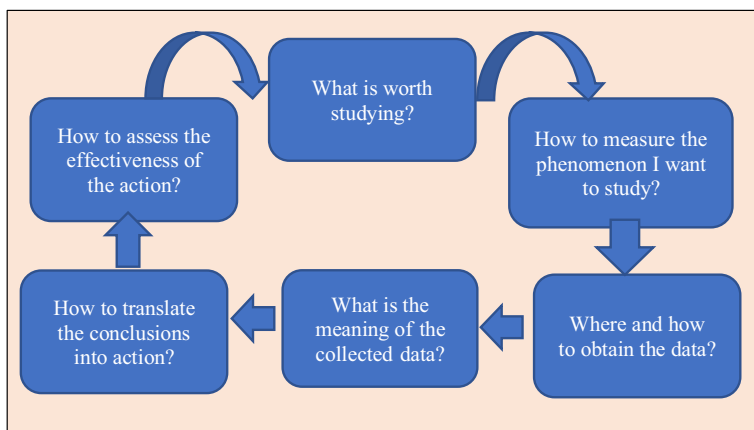 What is worth
studying?
How to measure the
phenomenon I want
to study?
Where and how
to obtain the data?
What is the
meaning of the
collected data?
How to translate
the conclusions
into action?
How to assess the
effectiveness of
the action?